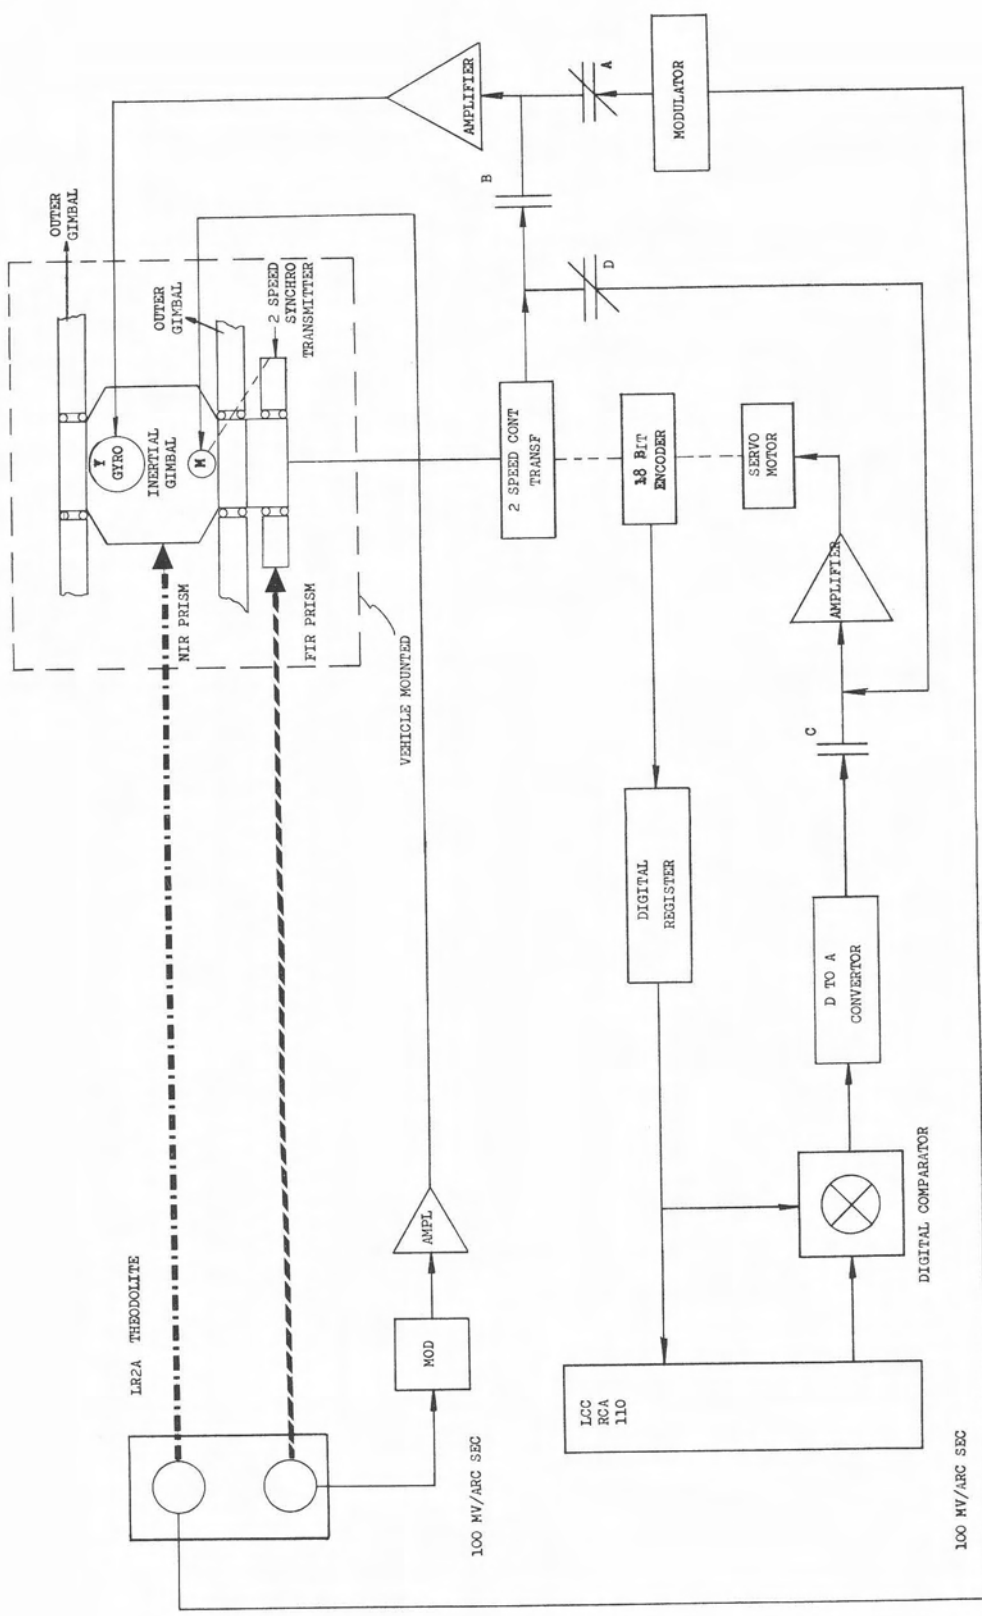 OUTER
GIMBAL
OUTER
GIMBAL
2 SPEED
SYNCHRO
TRANSMITTER
Y
GYRO
INERTIAL
GIMBAL
M
NIR PRISM
FIR PRISM
VEHICLE MOUNTED
LR2A THEODOLITE
AMPLIFIER
A
MODULATOR
B
D
2 SPEED CONT
TRANSF
18 BIT
ENCODER
SERVO
MOTOR
AMPLIFIER
C
DIGITAL
REGISTER
D TO A
CONVERTOR
DIGITAL COMPARATOR
AMPL
MOD
100 MV/ARC SEC
LCC
RCA
110
100 MV/ARC SEC